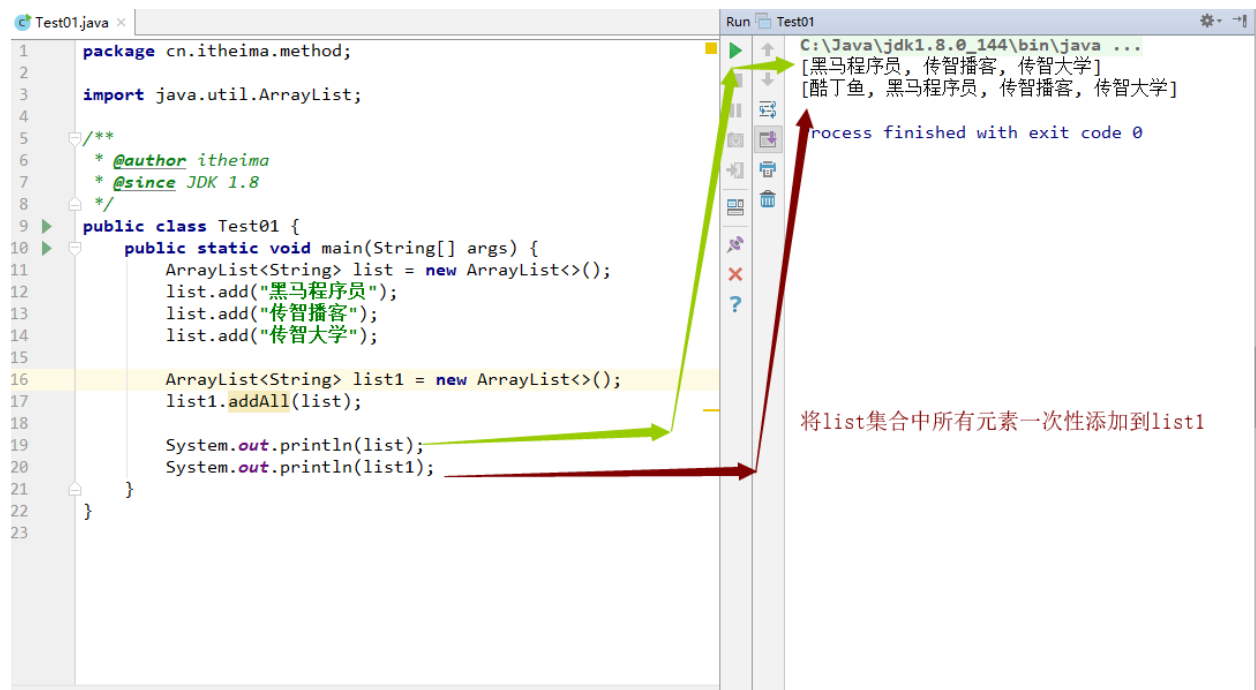 Test01.java
package cn.itheima.method;
import java.util.ArrayList;
/**
* @author itheima
* @since JDK 1.8
*/
public class Test01 {
public static void main(String[] args) {
ArrayList<String> list = new ArrayList<>();
list.add("黑马程序员");
list.add("传智播客");
list.add("传智大学");
ArrayList<String> list1 = new ArrayList<>();
list1.addAll(list);
System.out.println(list);
System.out.println(list1);
}
}
1
2
3
4
5
6
7
8
9
10
11
12
13
14
15
16
17
18
19
20
21
22
23
Run Test01
C:\Java\jdk1.8.0_144\bin\java ...
[黑马程序员, 传智播客, 传智大学]
[酷丁鱼, 黑马程序员, 传智播客, 传智大学]
Process finished with exit code 0
将list集合中所有元素一次性添加到list1